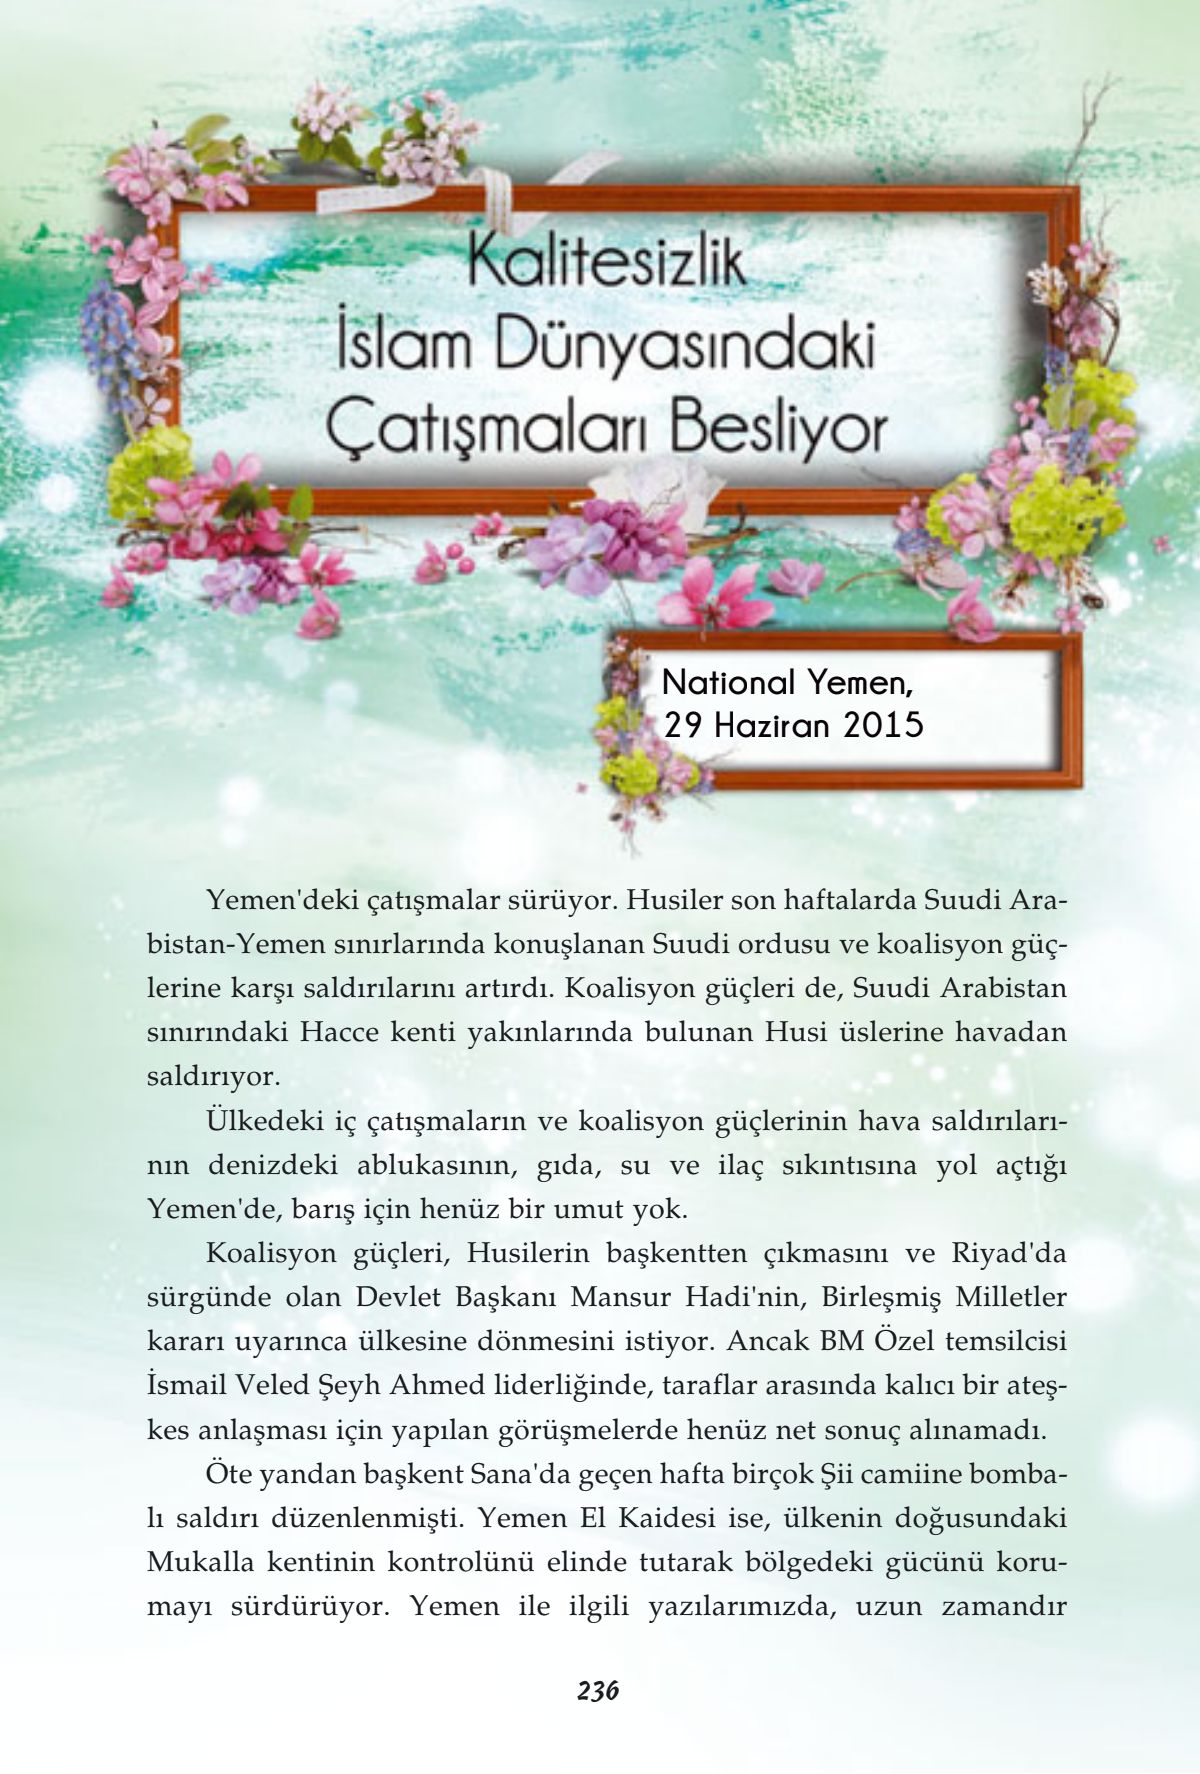 Kalitesizlik
İslam Dünyasındaki
Çatışmaları Besliyor
National Yemen,
29 Haziran 2015
Yemen'deki çatışmalar sürüyor. Husiler son haftalarda Suudi Ara-
bistan-Yemen sınırlarında konuşlanan Suudi ordusu ve koalisyon güç-
lerine karşı saldırılarını artırdı. Koalisyon güçleri de, Suudi Arabistan
sınırındaki Hacce kenti yakınlarında bulunan Husi üslerine havadan
saldırıyor.
Ülkedeki iç çatışmaların ve koalisyon güçlerinin hava saldırıları-
nın denizdeki ablukasının, gıda, su ve ilaç sıkıntısına yol açtığı
Yemen'de, barış için henüz bir umut yok.
Koalisyon güçleri, Husilerin başkentten çıkmasını ve Riyad'da
sürgünde olan Devlet Başkanı Mansur Hadi'nin, Birleşmiş Milletler
kararı uyarınca ülkesine dönmesini istiyor. Ancak BM Özel temsilcisi
İsmail Veled Şeyh Ahmed liderliğinde, taraflar arasında kalıcı bir ateş-
kes anlaşması için yapılan görüşmelerde henüz net sonuç alınamadı.
Öte yandan başkent Sana'da geçen hafta birçok Şii camiine bomba-
lı saldırı düzenlenmişti. Yemen El Kaidesi ise, ülkenin doğusundaki
Mukalla kentinin kontrolünü elinde tutarak bölgedeki gücünü koru-
mayı sürdürüyor. Yemen ile ilgili yazılarımızda, uzun zamandır
236